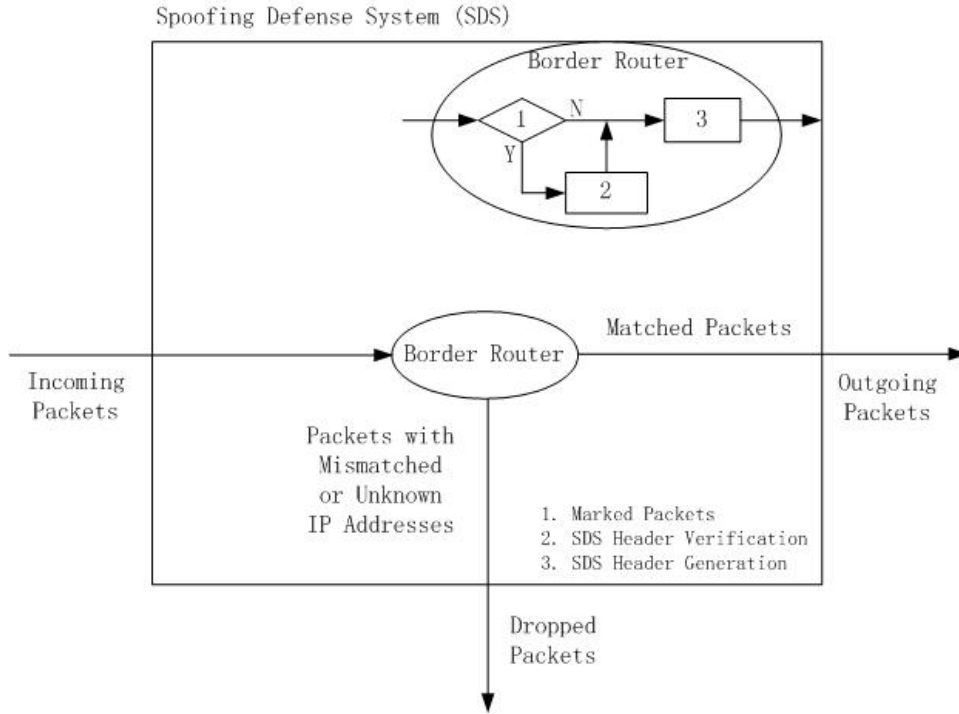 Spoofing Defense System (SDS)
Border Router
1
N
3
Y
2
Matched Packets
Border Router
Incoming
Packets
Outgoing
Packets
Packets with
Mismatched
or Unknown
IP Addresses
1. Marked Packets
2. SDS Header Verification
3. SDS Header Generation
Dropped
Packets